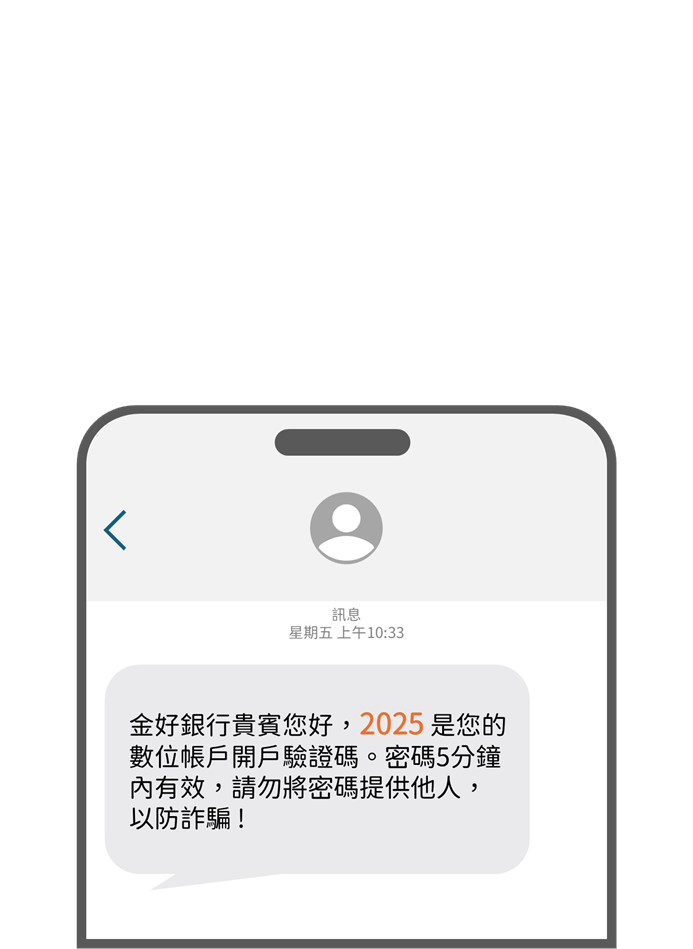 訊息
星期五 上午10:33
金好銀行貴賓您好，2025 是您的
數位帳戶開戶驗證碼。密碼5分鐘
內有效，請勿將密碼提供他人，
以防詐騙！